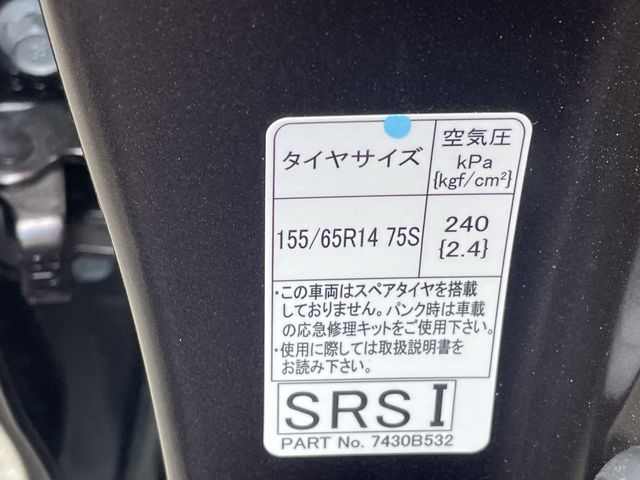 タイヤサイズ
空気圧
kPa
{kgf/cm²}
155/65R14 75S
240
{2.4}
・この車両はスペアタイヤを搭載
しておりません。パンク時は車載
の応急修理キットをご使用下さい。
・使用に際しては取扱説明書を
お読み下さい。
SRS I
PART No. 7430B532